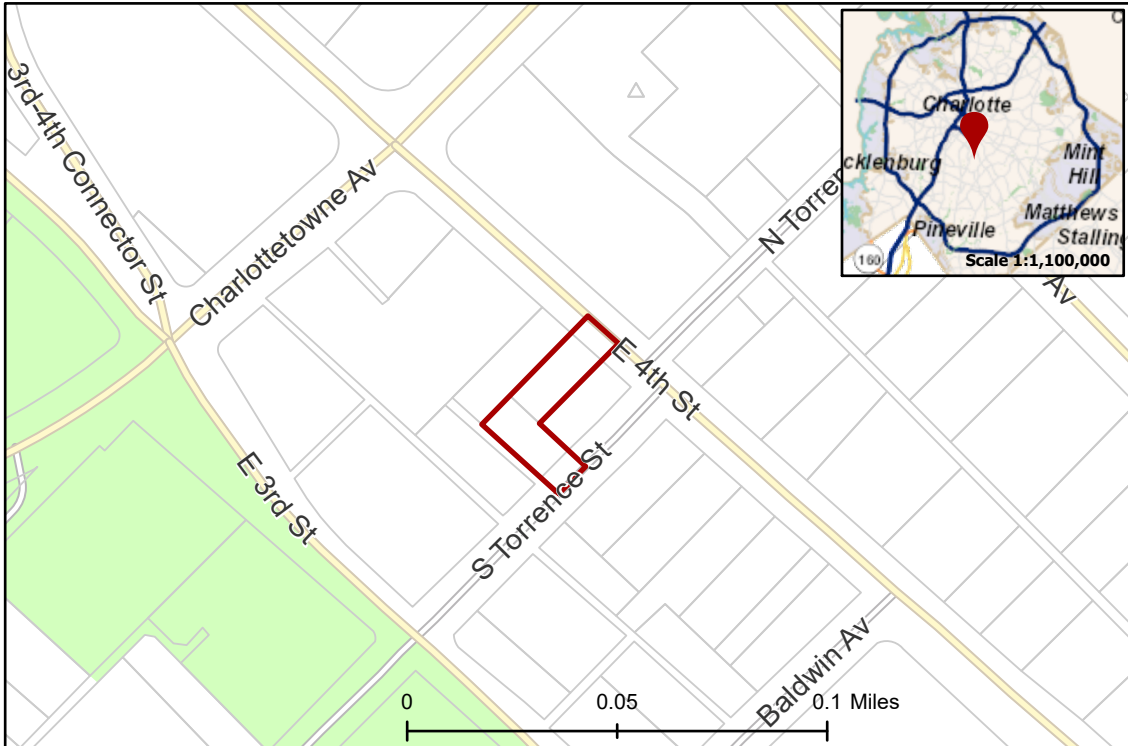 3rd-4th Connector St
Charlottetowne Av
E 3rd St
S Torrence St
E 4th St
N Torren
Av
Baldwin Av
0
0.05
0.1 Miles
C
Charlotte
cklenburg
Mint
Hill
Matthews
Pineville
Stalling
160
Scale 1:1,100,000